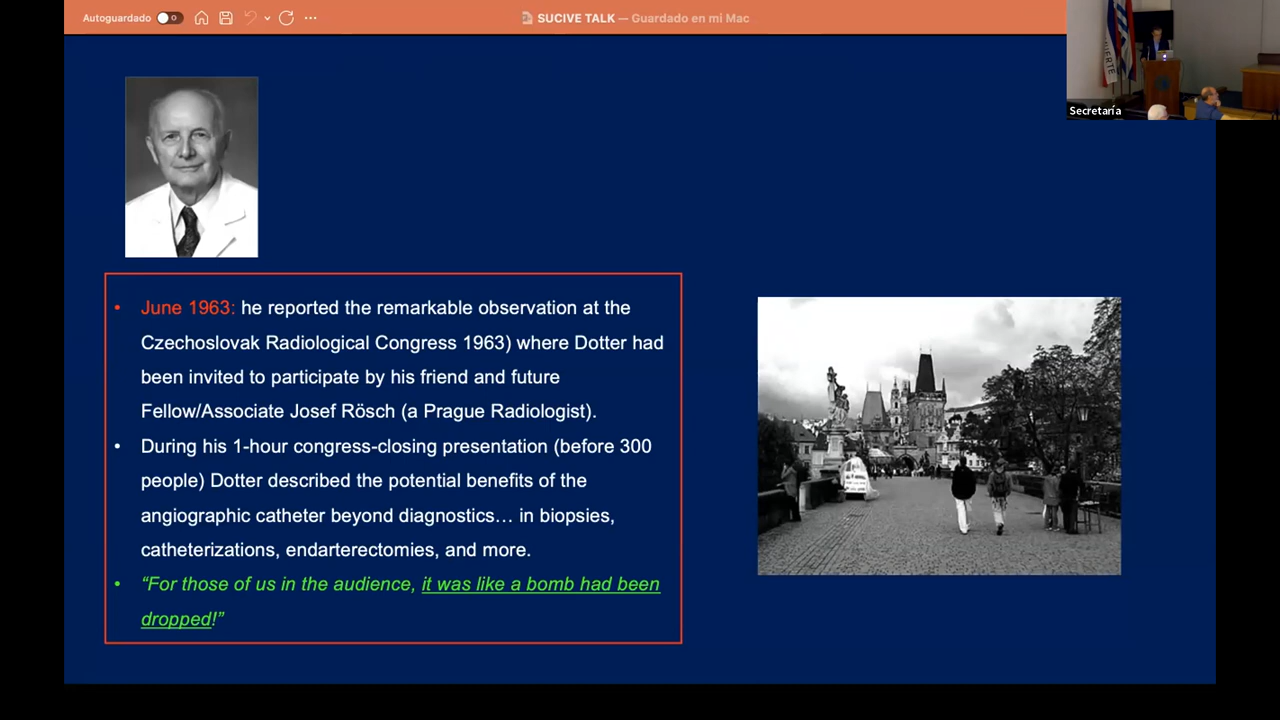 Autoguardado
SUCIVE TALK — Guardado en mi Mac
Secretaría
• June 1963: he reported the remarkable observation at the
Czechoslovak Radiological Congress 1963) where Dotter had
been invited to participate by his friend and future
Fellow/Associate Josef Rösch (a Prague Radiologist).
• During his 1-hour congress-closing presentation (before 300
people) Dotter described the potential benefits of the
angiographic catheter beyond diagnostics… in biopsies,
catheterizations, endarterectomies, and more.
• “For those of us in the audience, it was like a bomb had been
dropped!”